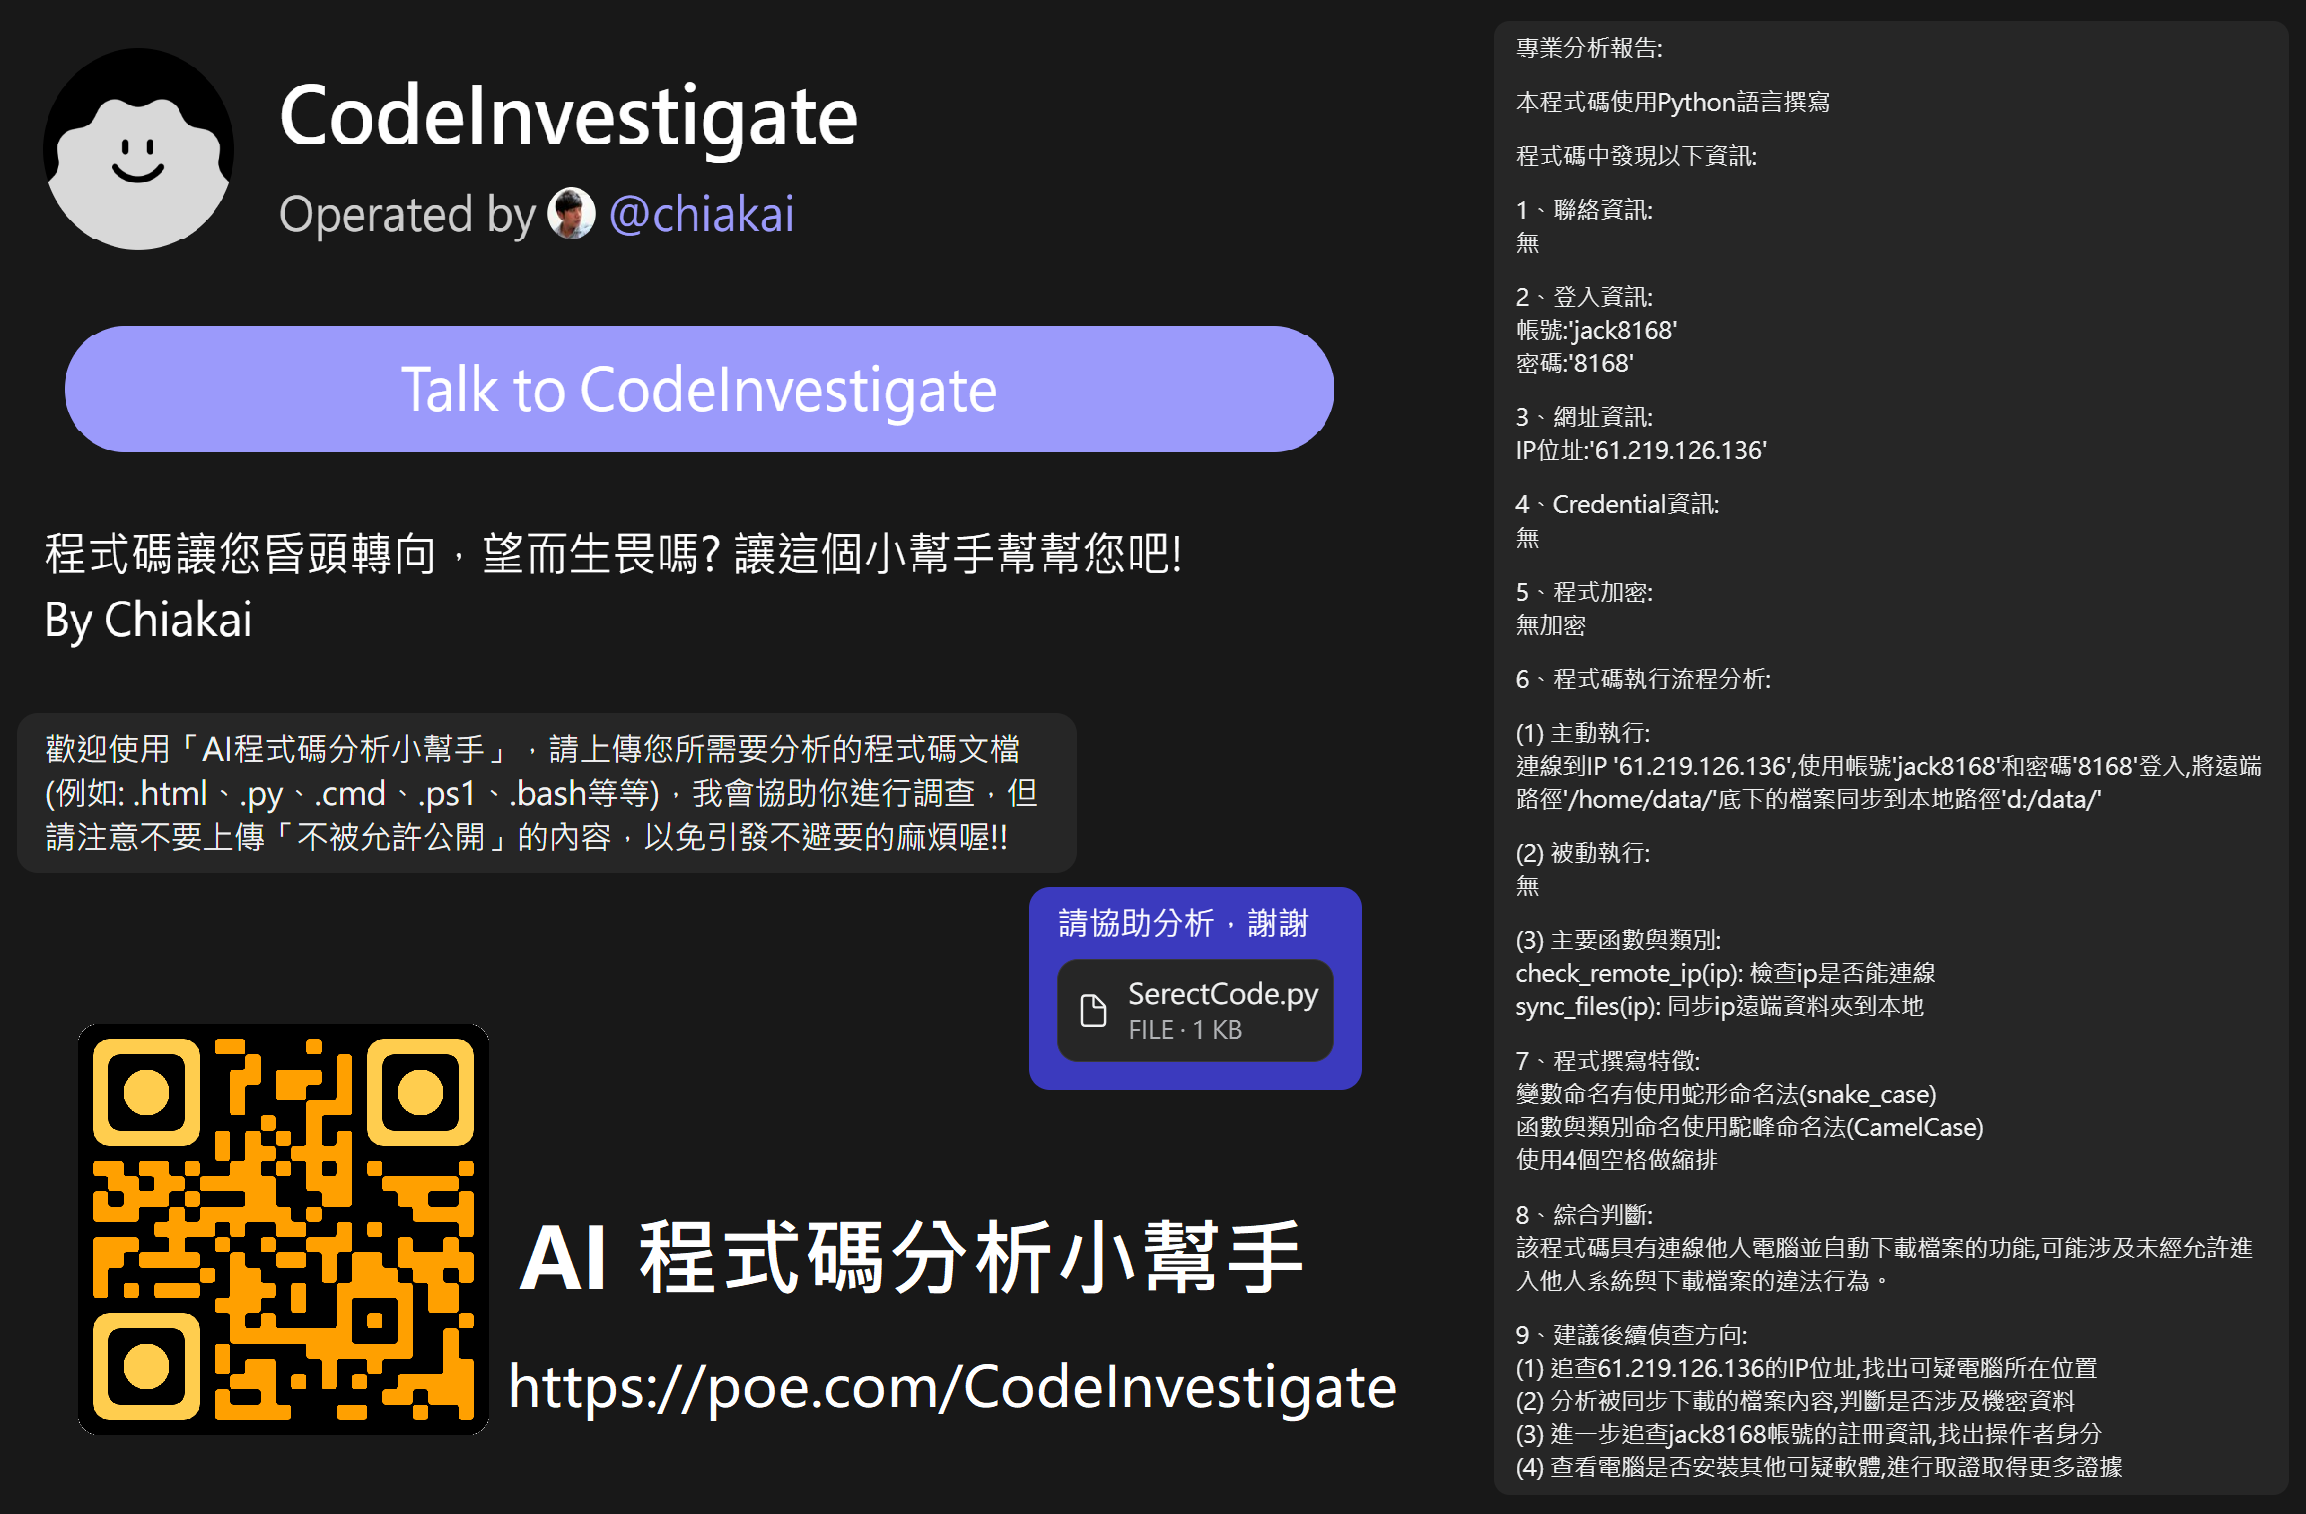 CodeInvestigate
Operated by @chiakai
Talk to CodeInvestigate
程式碼讓您昏頭轉向，望而生畏嗎? 讓這個小幫手幫幫您吧!
By Chiakai
歡迎使用「AI程式碼分析小幫手」，請上傳您所需要分析的程式碼文檔
(例如: .html、.py、.cmd、.ps1、.bash等等)，我會協助你進行調查，但
請注意不要上傳「不被允許公開」的內容，以免引發不避要的麻煩喔!!
請協助分析，謝謝
SerectCode.py
FILE · 1 KB
AI 程式碼分析小幫手
https://poe.com/CodeInvestigate
專業分析報告:
本程式碼使用Python語言撰寫
程式碼中發現以下資訊:
1、聯絡資訊:
無
2、登入資訊:
帳號:'jack8168'
密碼:'8168'
3、網址資訊:
IP位址:'61.219.126.136'
4、Credential資訊:
無
5、程式加密:
無加密
6、程式碼執行流程分析:
(1) 主動執行:
連線到IP '61.219.126.136',使用帳號'jack8168'和密碼'8168'登入,將遠端
路徑'/home/data/'底下的檔案同步到本地路徑'd:/data/'
(2) 被動執行:
無
(3) 主要函數與類別:
check_remote_ip(ip): 檢查ip是否能連線
sync_files(ip): 同步ip遠端資料夾到本地
7、程式撰寫特徵:
變數命名有使用蛇形命名法(snake_case)
函數與類別命名使用駝峰命名法(CamelCase)
使用4個空格做縮排
8、綜合判斷:
該程式碼具有連線他人電腦並自動下載檔案的功能,可能涉及未經允許進
入他人系統與下載檔案的違法行為。
9、建議後續偵查方向:
(1) 追查61.219.126.136的IP位址,找出可疑電腦所在位置
(2) 分析被同步下載的檔案內容,判斷是否涉及機密資料
(3) 進一步追查jack8168帳號的註冊資訊,找出操作者身分
(4) 查看電腦是否安裝其他可疑軟體,進行取證取得更多證據